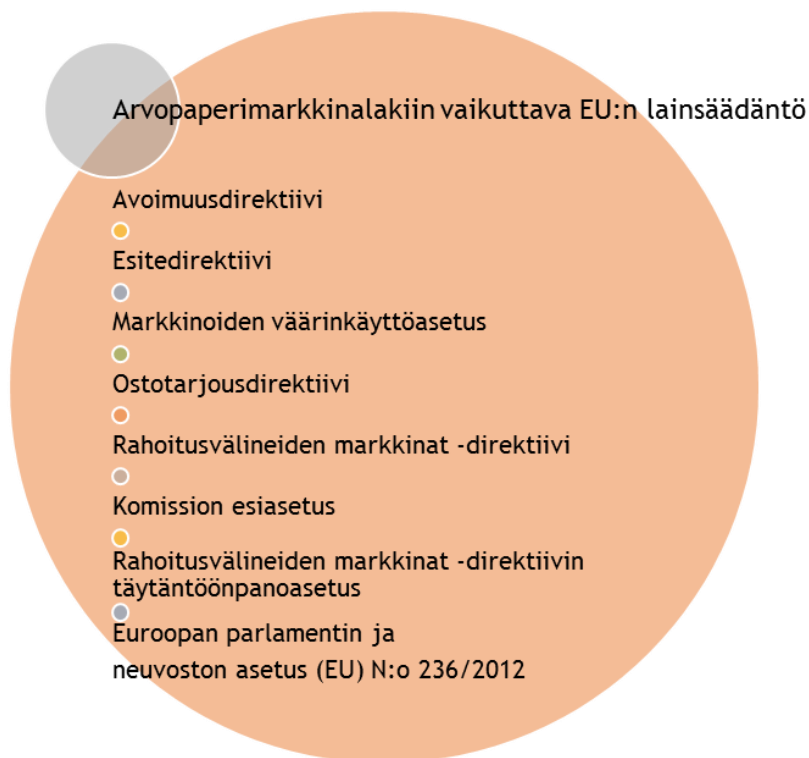 Arvopaperimarkkinalakiin vaikuttava EU:n lainsäädäntö
Avoimuusdirektiivi
Esitedirektiivi
Markkinoiden väärinkäyttöasetus
Ostotarjousdirektiivi
Rahoitusvälineiden markkinat -direktiivi
Komission esiasetus
Rahoitusvälineiden markkinat -direktiivin
täytäntöönpanoasetus
Euroopan parlamentin ja
neuvoston asetus (EU) N:o 236/2012